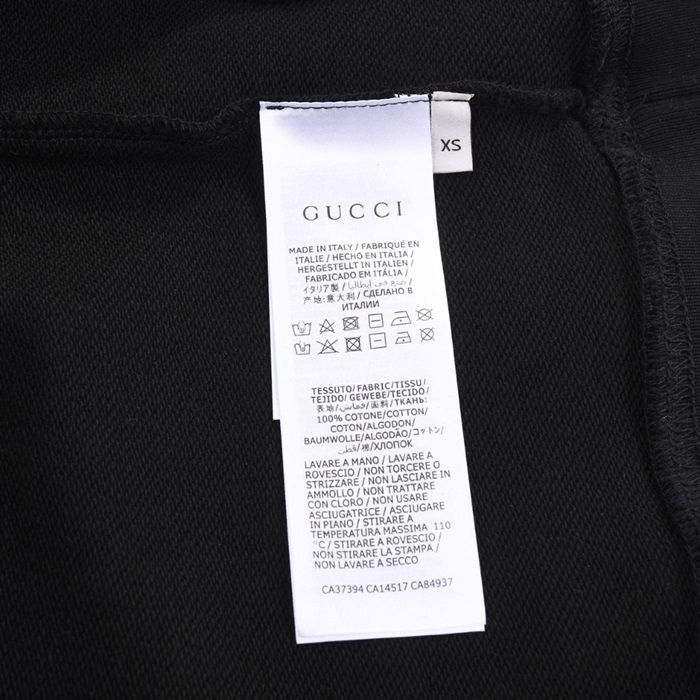 XS
GUCCI
MADE IN ITALY / FABRIQUÉ EN
ITALIE / HECHO EN ITALIA /
HERGESTELLT IN ITALIEN /
FABRICADO EM ITÁLIA /
イタリア製 / صنع في إيطاليا /
产地:意大利 / СДЕЛАНО В
ИТАЛИИ
TESSUTO/FABRIC/TISSU/
TEJIDO/GEWEBE/TECIDO/
表地/قماش/面料/ТКАНЬ:
100% COTONE/COTTON/
COTON/ALGODON/
BAUMWOLLE/ALGODÃO/コットン/
قطن/棉/ХЛОПОК
LAVARE A MANO / LAVARE A
ROVESCIO / NON TORCERE O
STRIZZARE / NON LASCIARE IN
AMMOLLO / NON TRATTARE
CON CLORO / NON USARE
ASCIUGATRICE / ASCIUGARE
IN PIANO / STIRARE A
TEMPERATURA MASSIMA 110
°C / STIRARE A ROVESCIO /
NON STIRARE LA STAMPA /
NON LAVARE A SECCO
CA37394 CA14517 CA84937